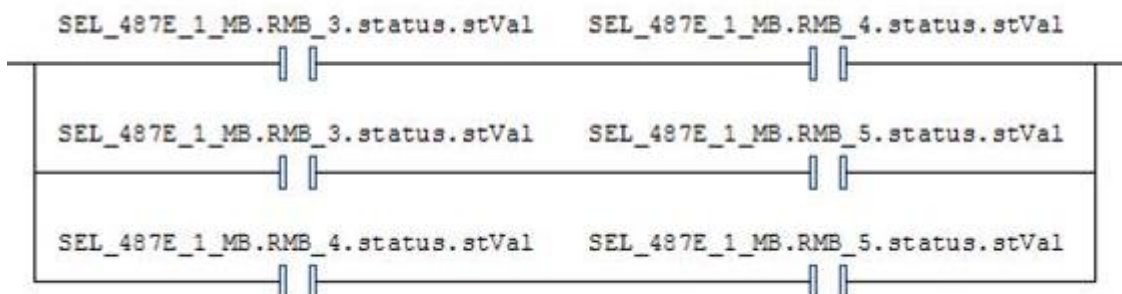 SEL_487E_1_MB.RMB_3.status.stVal SEL_487E_1_MB.RMB_4.status.stVal
SEL_487E_1_MB.RMB_3.status.stVal SEL_487E_1_MB.RMB_5.status.stVal
SEL_487E_1_MB.RMB_4.status.stVal SEL_487E_1_MB.RMB_5.status.stVal